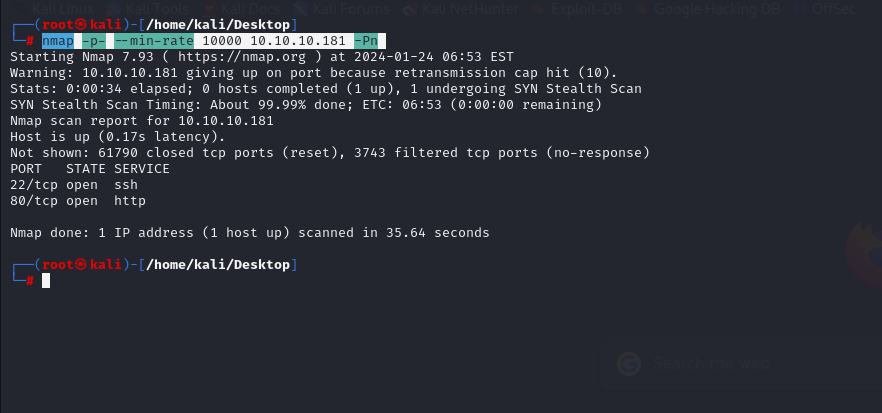 Kali Linux Kali Tools Kali Docs Kali Forums Kali NetHunter Exploit-DB Google Hacking DB OffSec
┌──(root㉿kali)-[/home/kali/Desktop]
└─# nmap -p- --min-rate 10000 10.10.10.181 -Pn
Starting Nmap 7.93 ( https://nmap.org ) at 2024-01-24 06:53 EST
Warning: 10.10.10.181 giving up on port because retransmission cap hit (10).
Stats: 0:00:34 elapsed; 0 hosts completed (1 up), 1 undergoing SYN Stealth Scan
SYN Stealth Scan Timing: About 99.99% done; ETC: 06:53 (0:00:00 remaining)
Nmap scan report for 10.10.10.181
Host is up (0.17s latency).
Not shown: 61790 closed tcp ports (reset), 3743 filtered tcp ports (no-response)
PORT   STATE SERVICE
22/tcp open  ssh
80/tcp open  http
Nmap done: 1 IP address (1 host up) scanned in 35.64 seconds
┌──(root㉿kali)-[/home/kali/Desktop]
└─#
Search the web